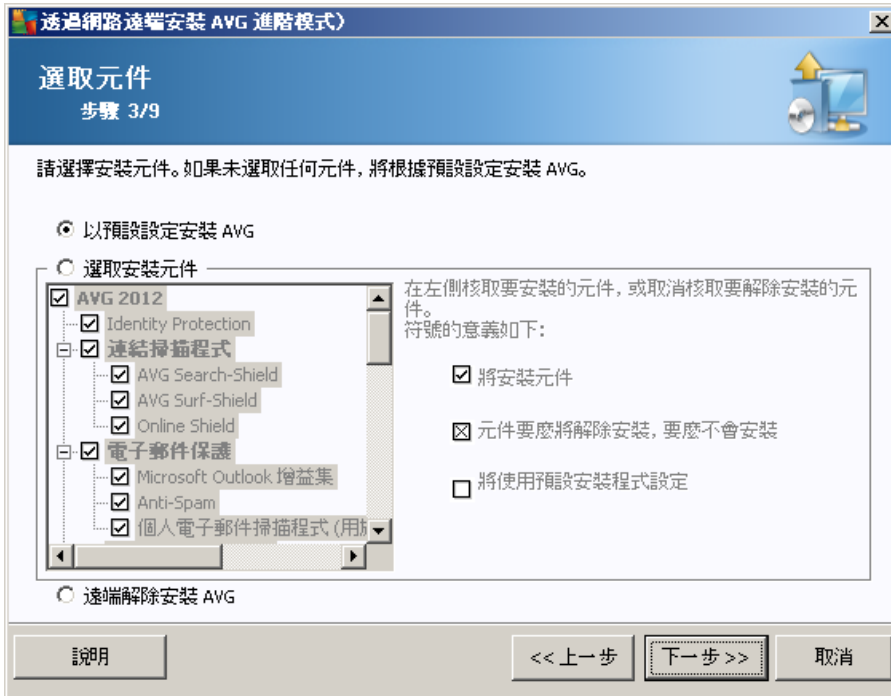 透過網路遠端安裝 AVG 進階模式)
選取元件
步驟 3/9
請選擇安裝元件。如果未選取任何元件, 將根據預設設定安裝 AVG。
以預設設定安裝 AVG
選取安裝元件
AVG 2012
Identity Protection
連結掃描程式
AVG Search-Shield
AVG Surf-Shield
Online Shield
電子郵件保護
Microsoft Outlook 增益集
Anti-Spam
個人電子郵件掃描程式 (用於
在左側核取要安裝的元件, 或取消核取要解除安裝的元
件。
符號的意義如下:
將安裝元件
元件要麼將解除安裝, 要麼不會安裝
將使用預設安裝程式設定
遠端解除安裝 AVG
說明
<< 上一步
下一步 >>
取消